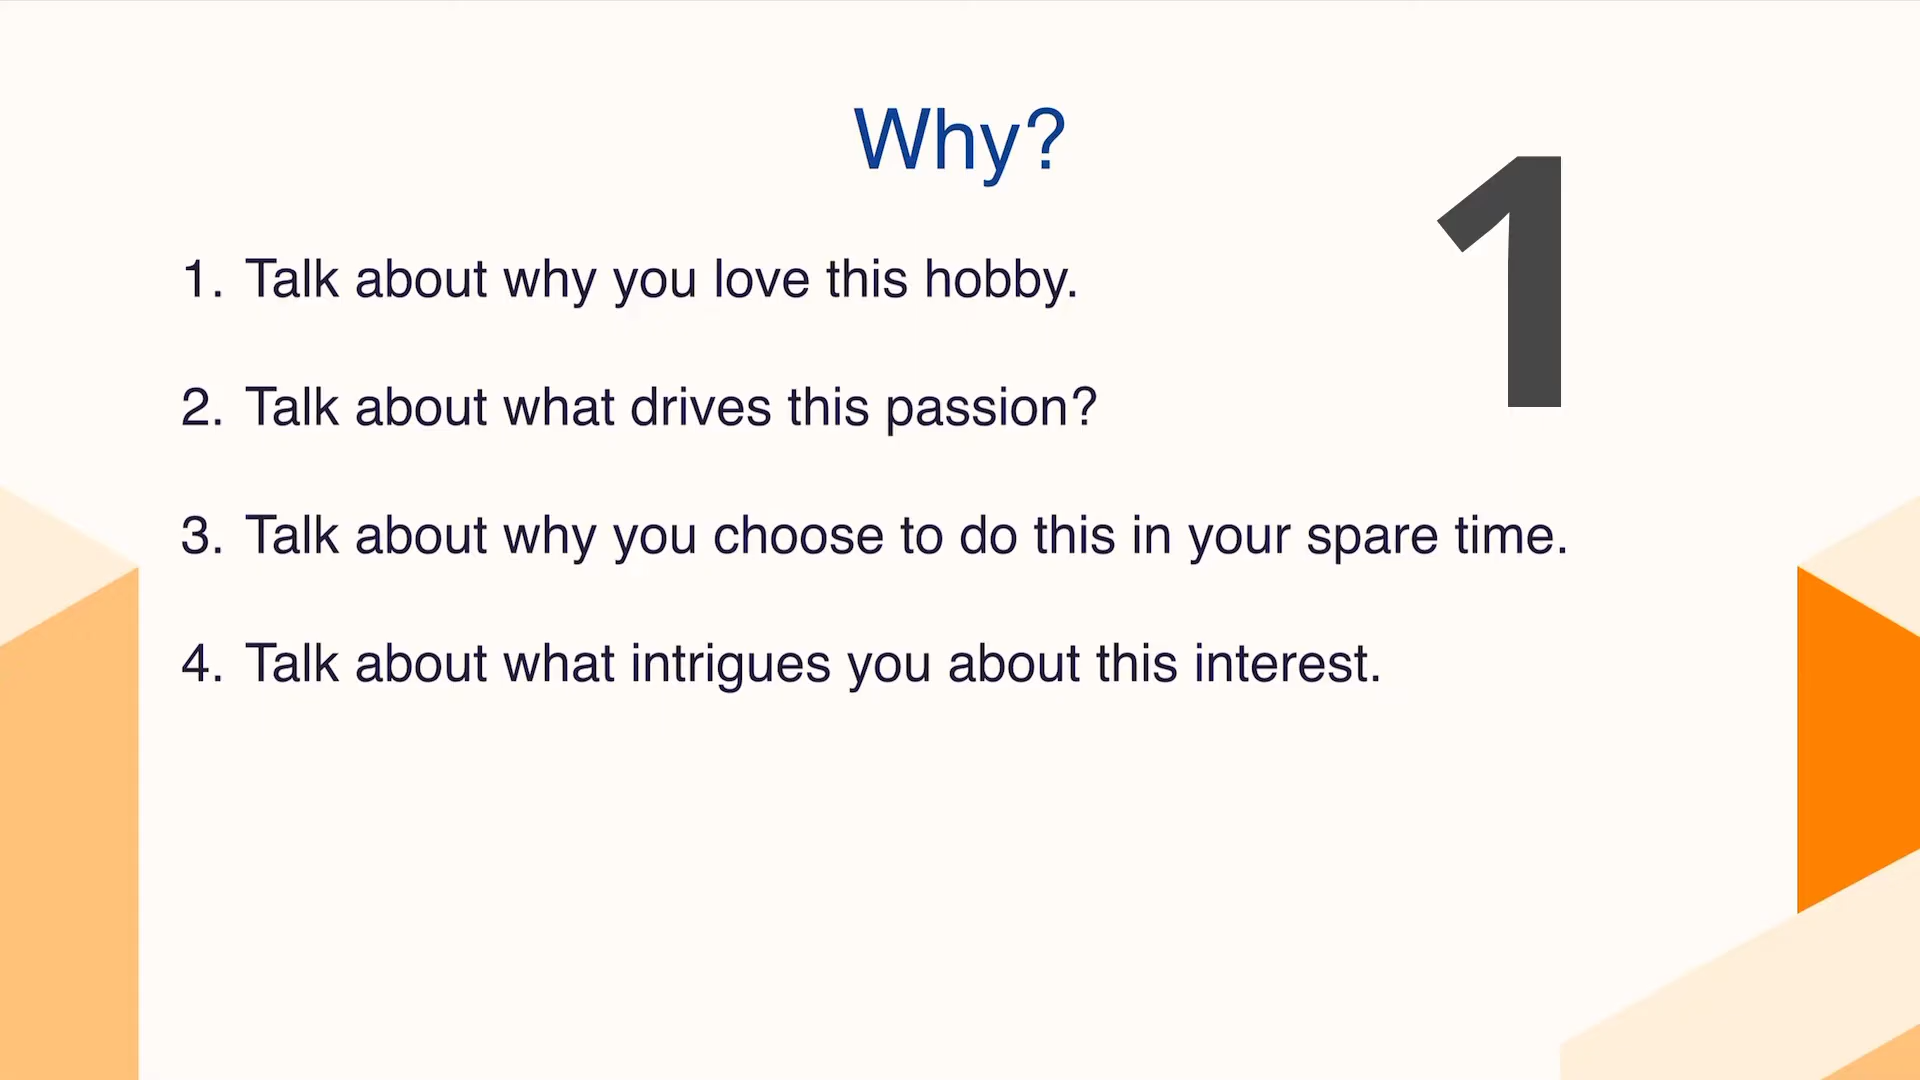 Why?
1
1. Talk about why you love this hobby.
2. Talk about what drives this passion?
3. Talk about why you choose to do this in your spare time.
4. Talk about what intrigues you about this interest.